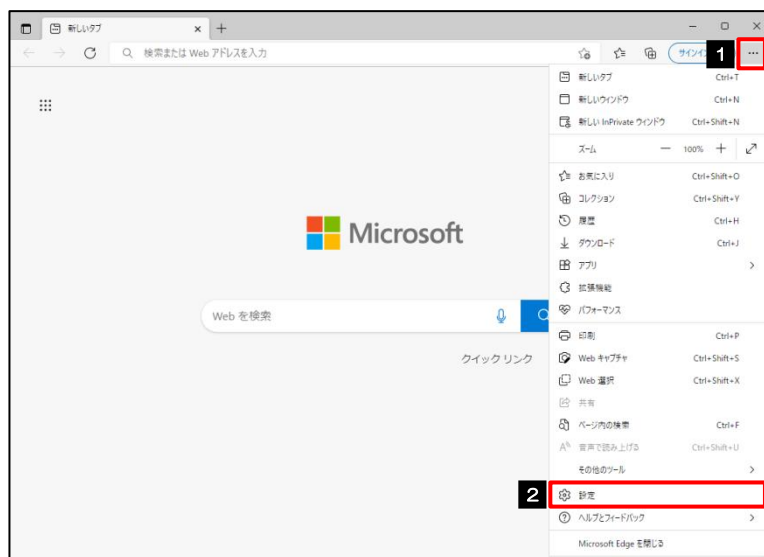 新しいタブ
検索または Web アドレスを入力
1
新しいタブ Ctrl+T
新しいウィンドウ Ctrl+N
新しい InPrivate ウィンドウ Ctrl+Shift+N
ズーム 100%
お気に入り Ctrl+Shift+O
コレクション Ctrl+Shift+Y
履歴 Ctrl+H
ダウンロード Ctrl+J
アプリ
拡張機能
パフォーマンス
Microsoft
Web を検索
クイック リンク
印刷 Ctrl+P
Web キャプチャ Ctrl+Shift+S
Web 選択 Ctrl+Shift+X
共有
ページ内の検索 Ctrl+F
音声で読み上げる Ctrl+Shift+U
その他のツール
2 設定
ヘルプとフィードバック
Microsoft Edge を閉じる